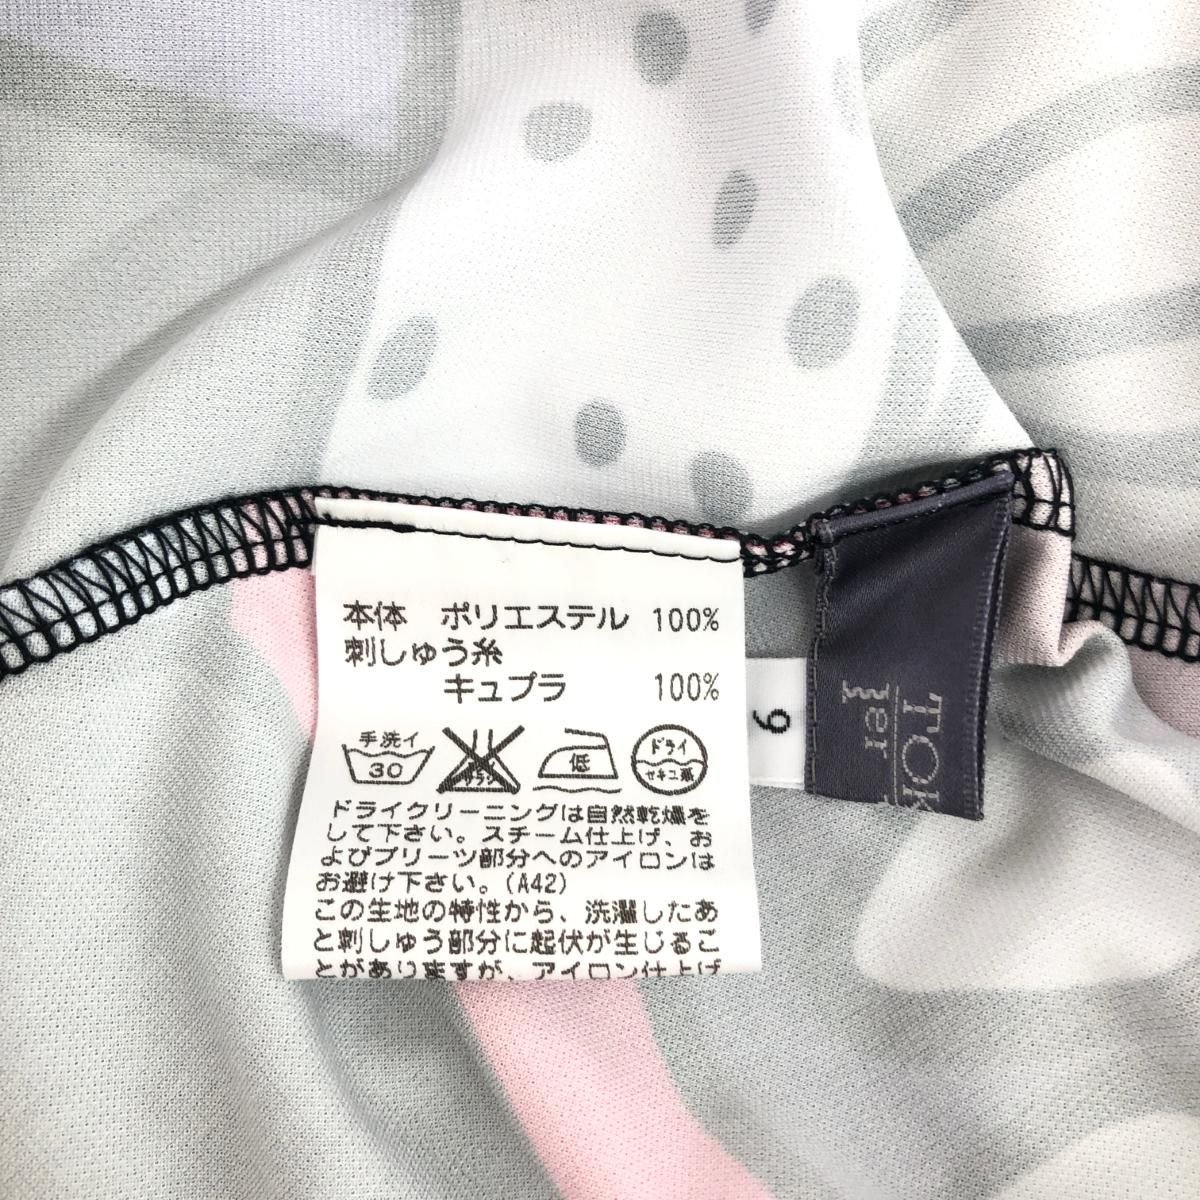 本体 ポリエステル 100%
刺しゅう糸
キュプラ 100%
手洗イ
30
エンソ
サラシ
低
ドライ
セキユ系
ドライクリーニングは自然乾燥を
して下さい。スチーム仕上げ、お
よびプリーツ部分へのアイロンは
お避け下さい。(A42)
この生地の特性から、洗濯したあ
と刺しゅう部分に起伏が生じるこ
とがありますが、アイロン仕上げ
9
TOK
ier